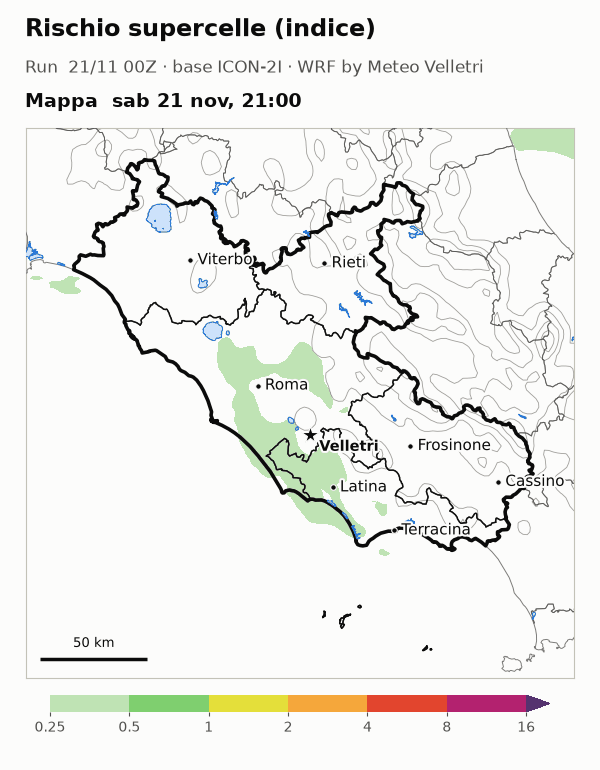 Rischio supercelle (indice)
Run  21/11 00Z · base ICON-2I · WRF by Meteo Velletri
Mappa  sab 21 nov, 21:00
Viterbo
Rieti
Roma
Velletri
Frosinone
Cassino
Latina
Terracina
50 km
0.25 0.5 1 2 4 8 16